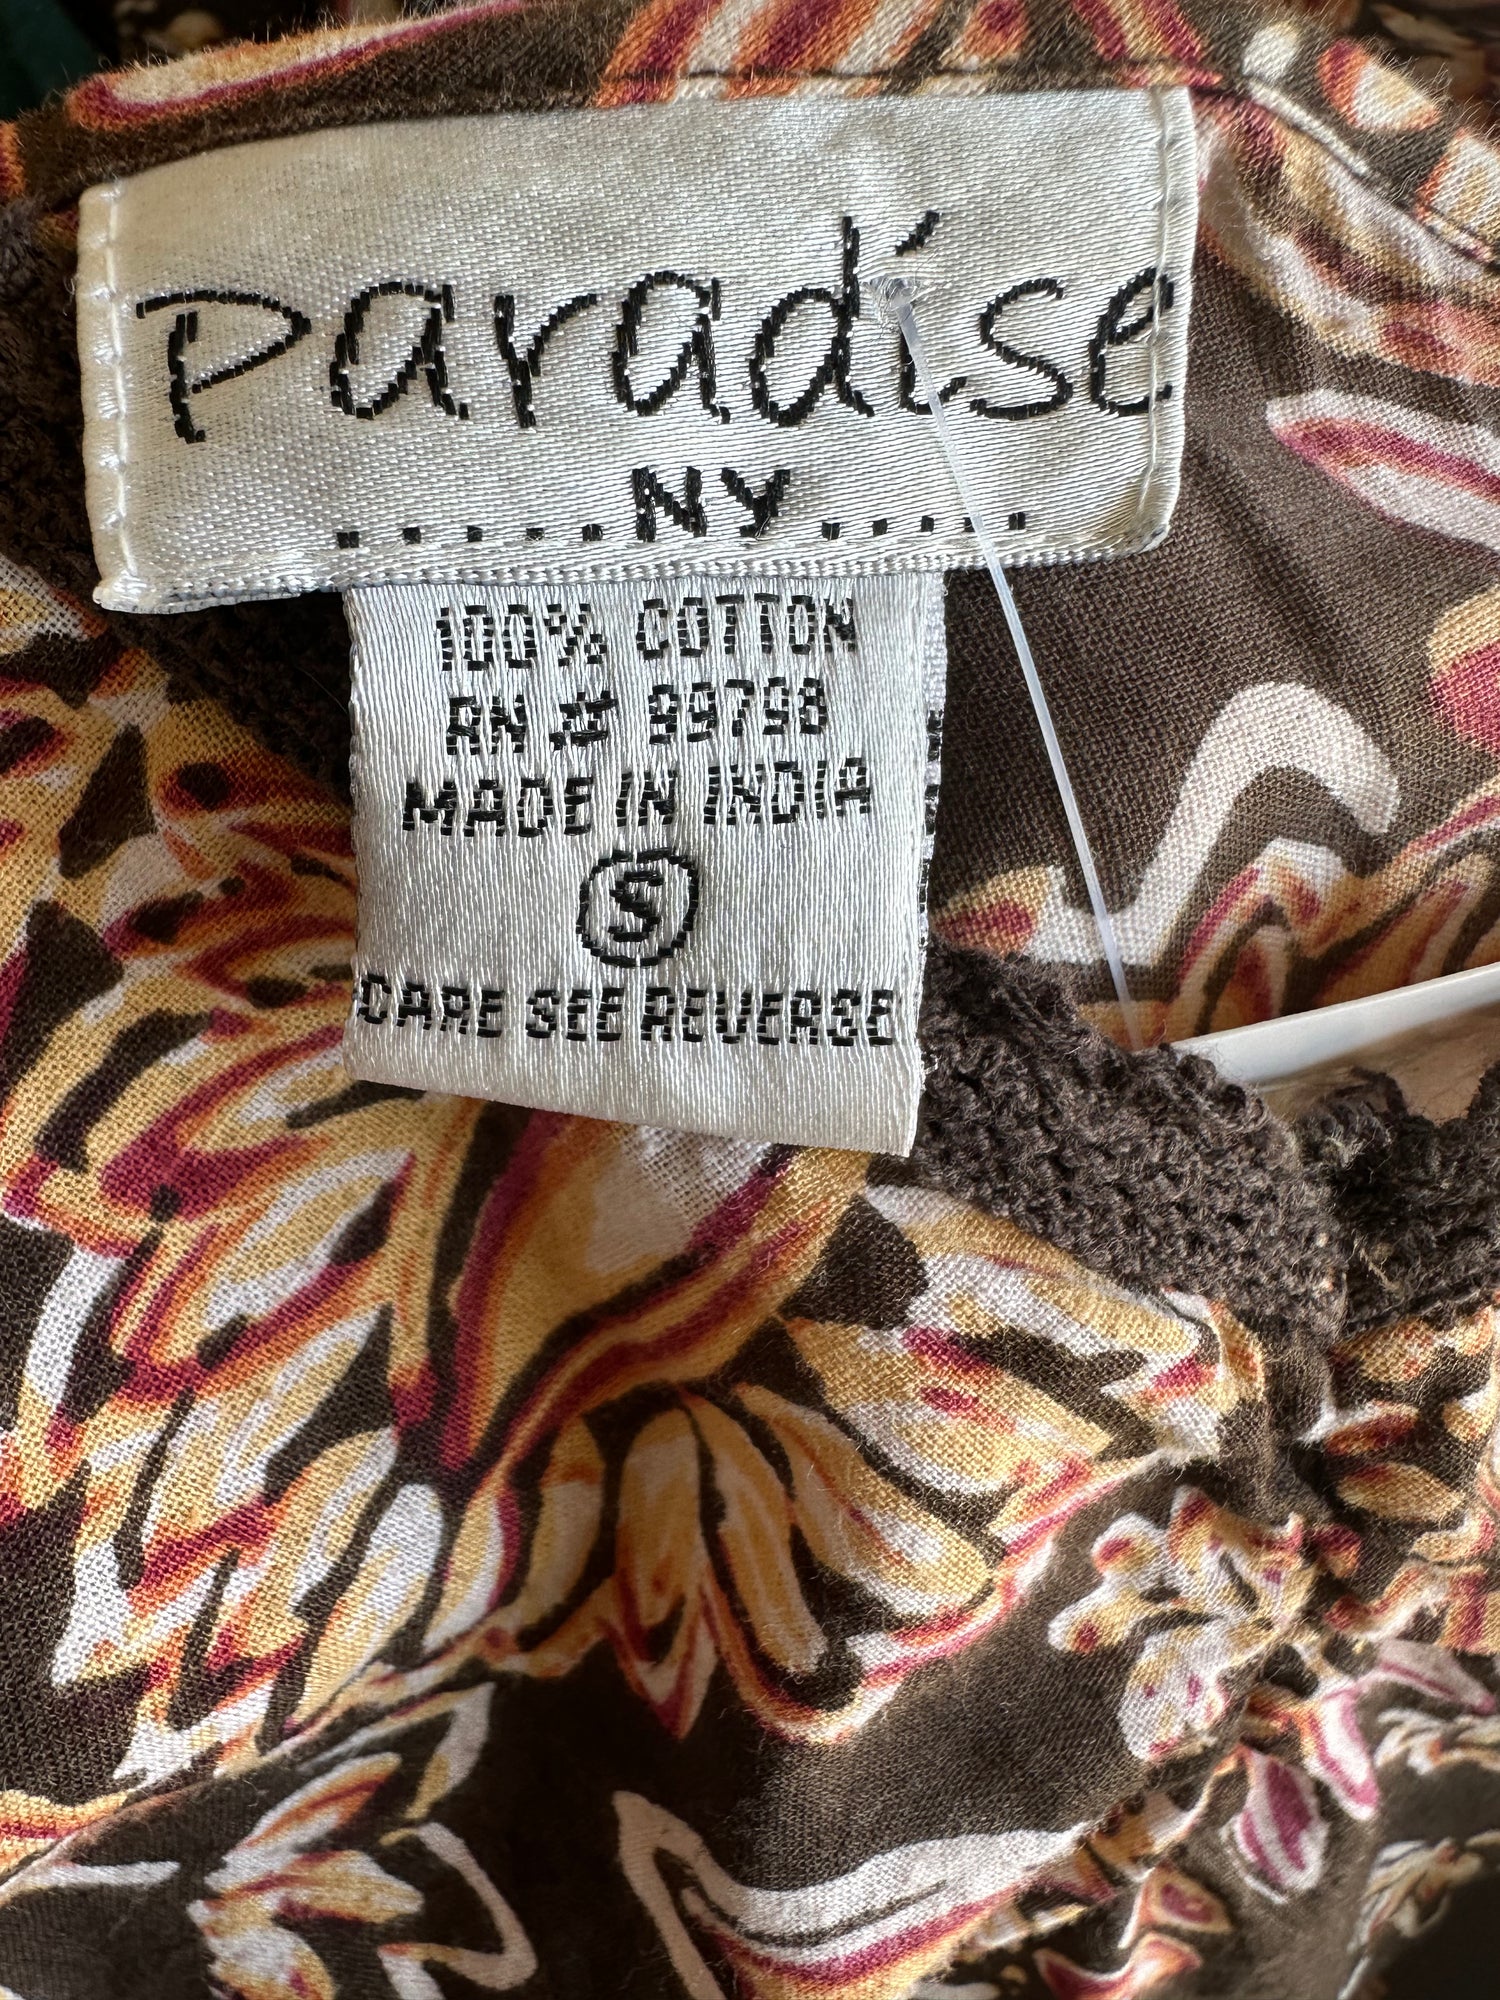 Paradise
.....NY.....
100% COTTON
RN # 99798
MADE IN INDIA
S
CARE SEE REVERSE